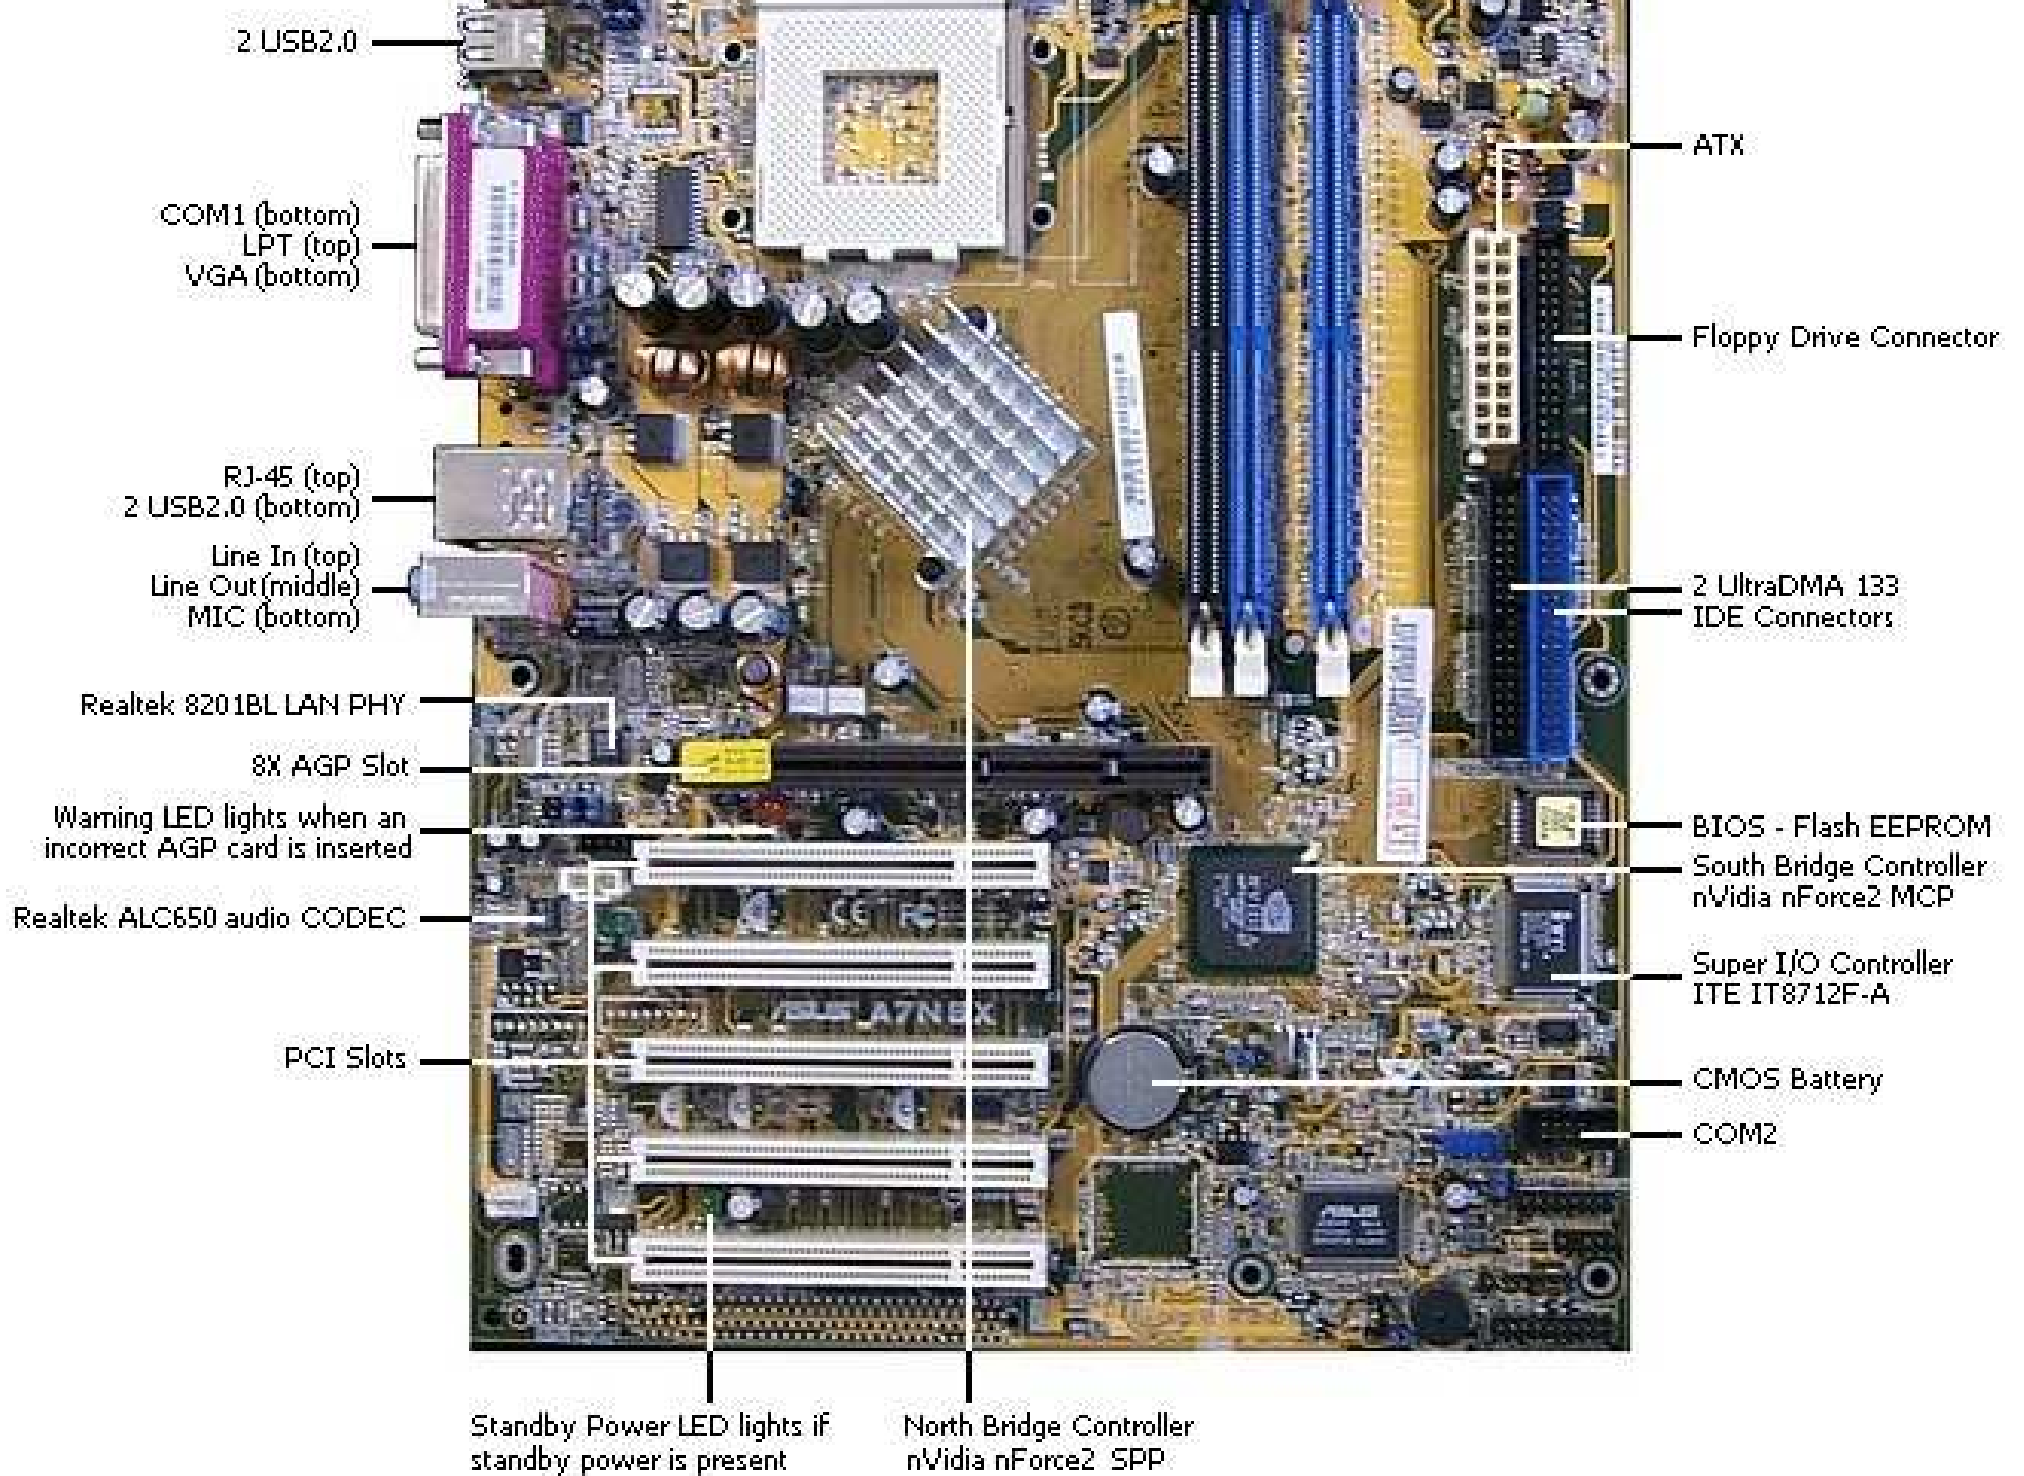 2 USB2.0
COM1 (bottom)
LPT (top)
VGA (bottom)
RJ-45 (top)
2 USB2.0 (bottom)
Line In (top)
Line Out(middle)
MIC (bottom)
Realtek 8201BL LAN PHY
8X AGP Slot
Warning LED lights when an
incorrect AGP card is inserted
Realtek ALC650 audio CODEC
PCI Slots
ATX
Floppy Drive Connector
2 UltraDMA 133
IDE Connectors
BIOS - Flash EEPROM
South Bridge Controller
nVidia nForce2 MCP
Super I/O Controller
ITE IT8712F-A
CMOS Battery
COM2
CE FC
ASUS A7N8X
Standby Power LED lights if
standby power is present
North Bridge Controller
nVidia nForce2 SPP